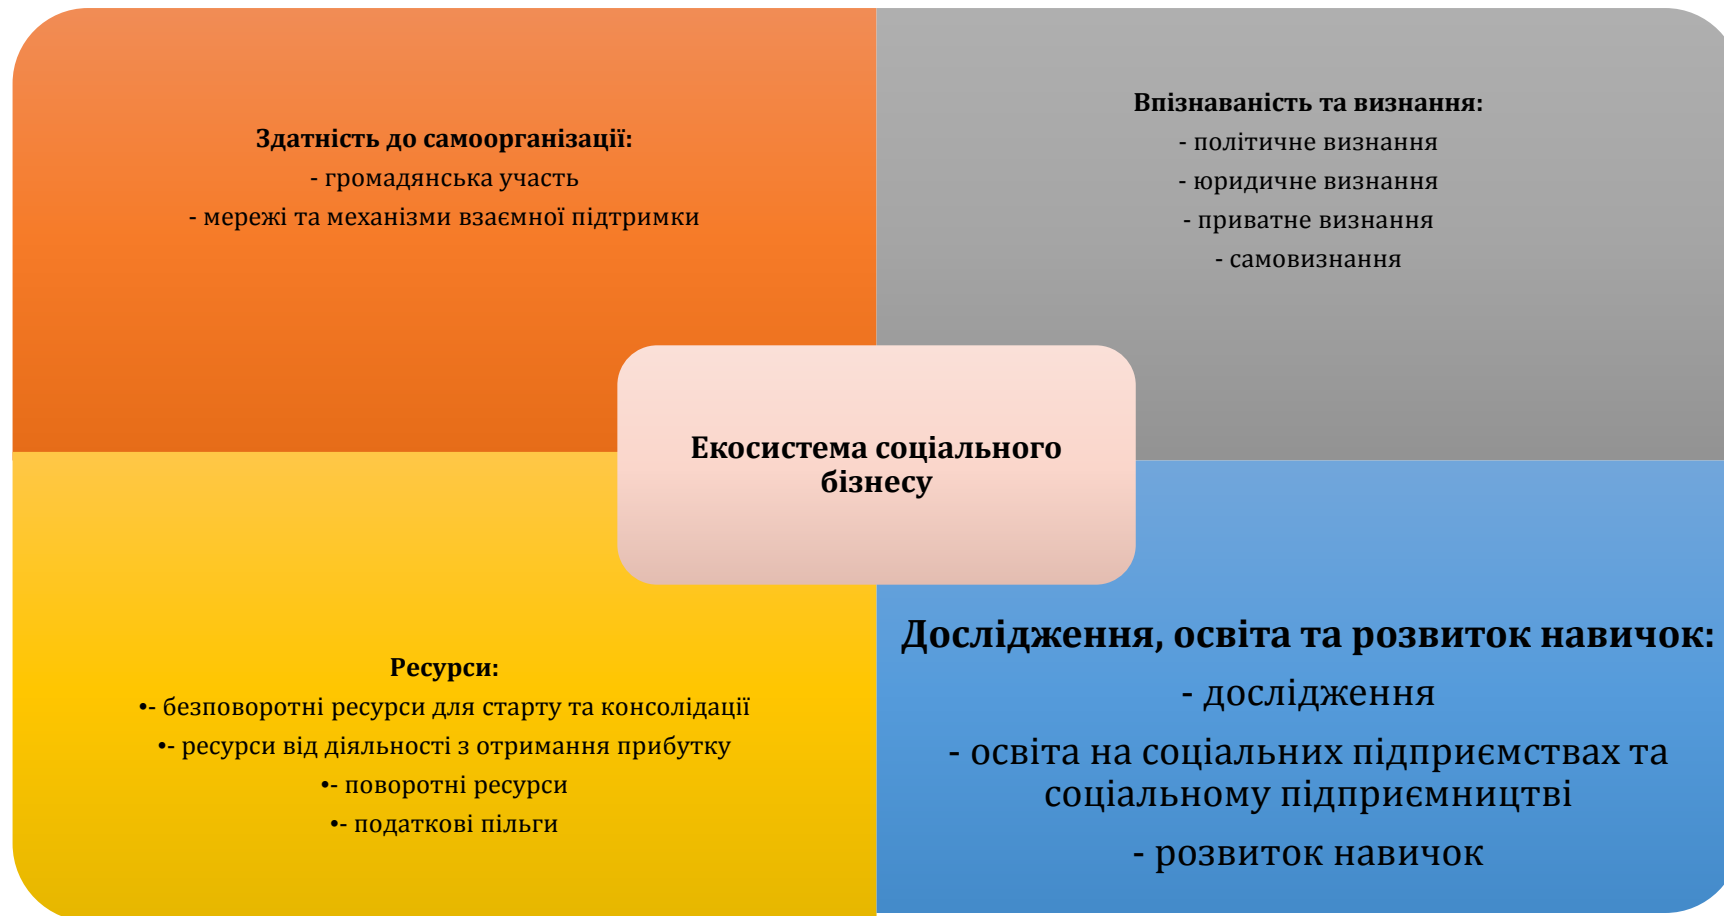 Здатність до самоорганізації:
- громадянська участь
- мережі та механізми взаємної підтримки
Впізнаваність та визнання:
- політичне визнання
- юридичне визнання
- приватне визнання
- самовизнання
Екосистема соціального
бізнесу
Ресурси:
•- безповоротні ресурси для старту та консолідації
•- ресурси від діяльності з отримання прибутку
•- поворотні ресурси
•- податкові пільги
Дослідження, освіта та розвиток навичок:
- дослідження
- освіта на соціальних підприємствах та
соціальному підприємництві
- розвиток навичок